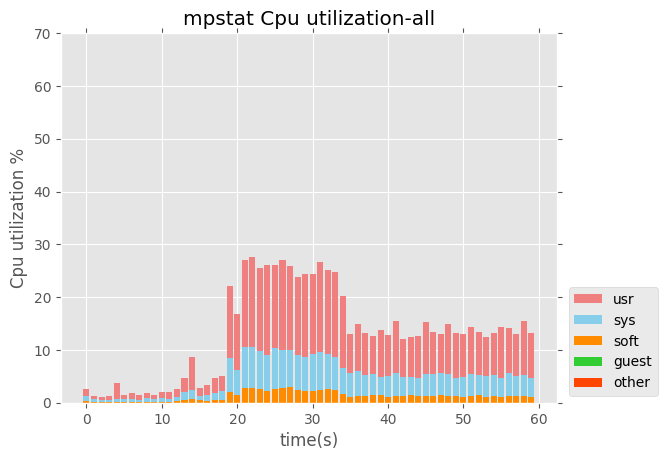 mpstat Cpu utilization-all
70
60
50
40
30
20
10
0
Cpu utilization %
0 10 20 30 40 50 60
time(s)
usr
sys
soft
guest
other